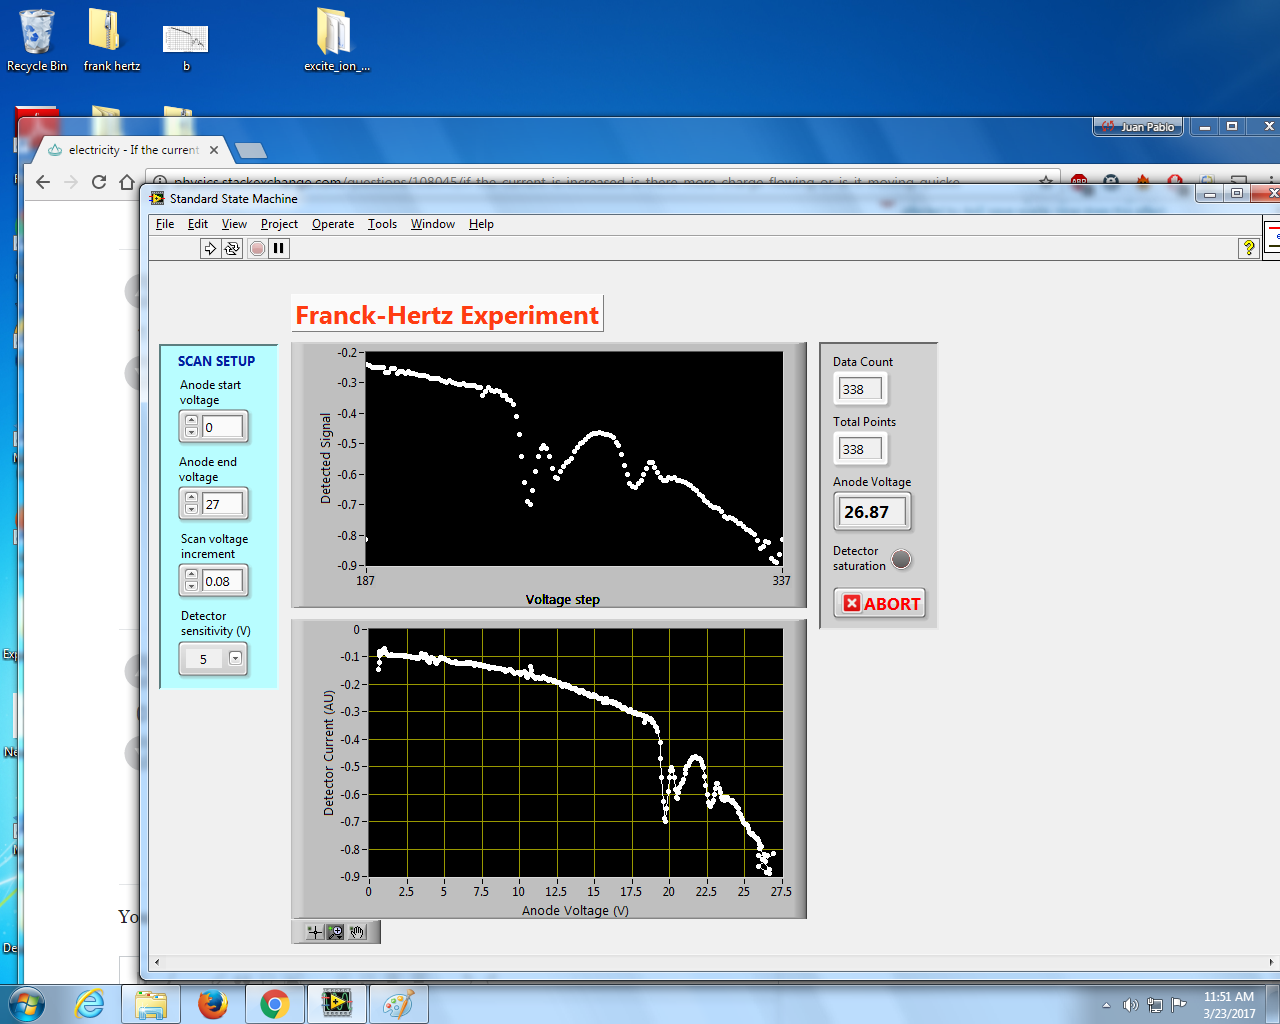 Recycle Bin
frank hertz
b
excite_ion_...
Juan Pablo
electricity - If the current
physics.stackexchange.com/questions/108045/if-the-current-is-increased-is-there-more-charge-flowing-or-is-it-moving-quicke
Standard State Machine
File Edit View Project Operate Tools Window Help
Franck-Hertz Experiment
SCAN SETUP
Anode start
voltage
0
Anode end
voltage
27
Scan voltage
increment
0.08
Detector
sensitivity (V)
5
Detected Signal
-0.2
-0.3
-0.4
-0.5
-0.6
-0.7
-0.8
-0.9
187 337
Voltage step
Detector Current (AU)
0
-0.1
-0.2
-0.3
-0.4
-0.5
-0.6
-0.7
-0.8
-0.9
0 2.5 5 7.5 10 12.5 15 17.5 20 22.5 25 27.5
Anode Voltage (V)
Data Count
338
Total Points
338
Anode Voltage
26.87
Detector
saturation
ABORT
Exp
Ne
Yo
De
11:51 AM
3/23/2017